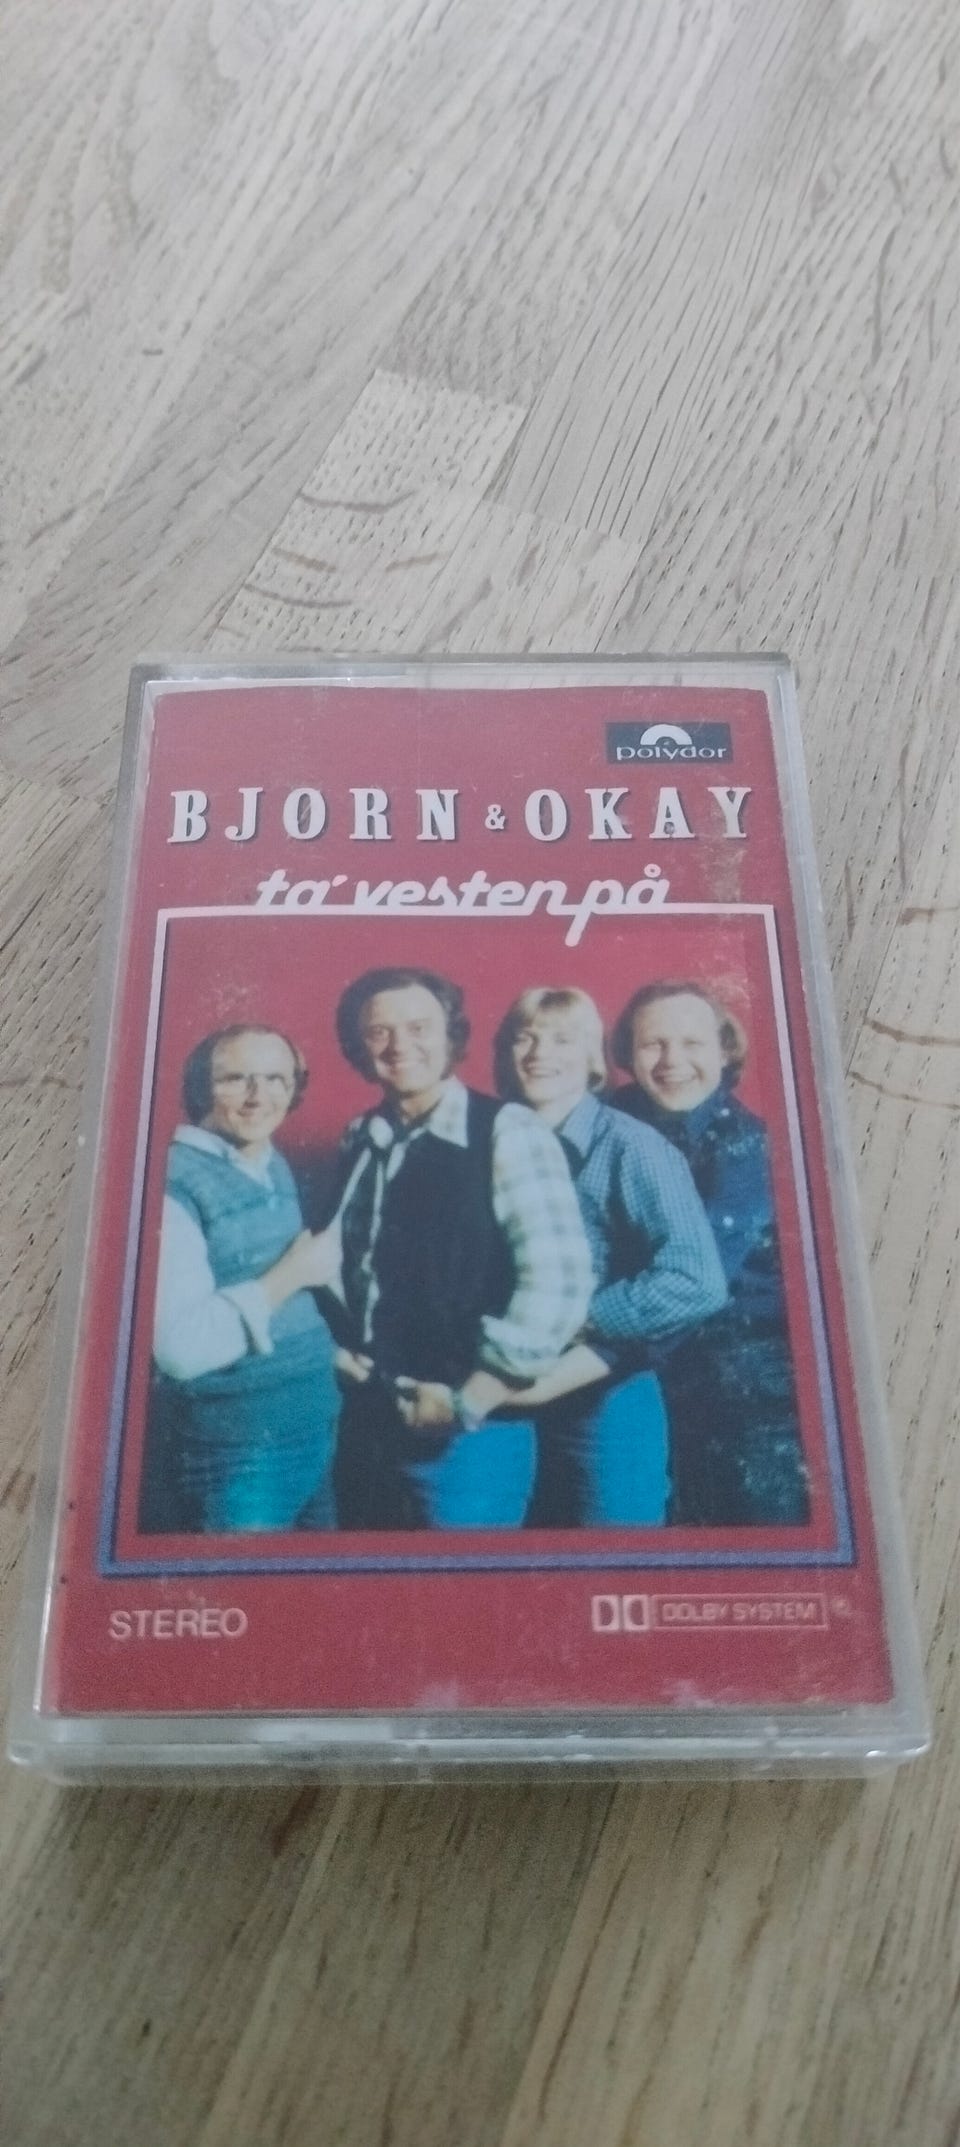 polydor
BJØRN & OKAY
ta' vesten på
STEREO
DOLBY SYSTEM ®